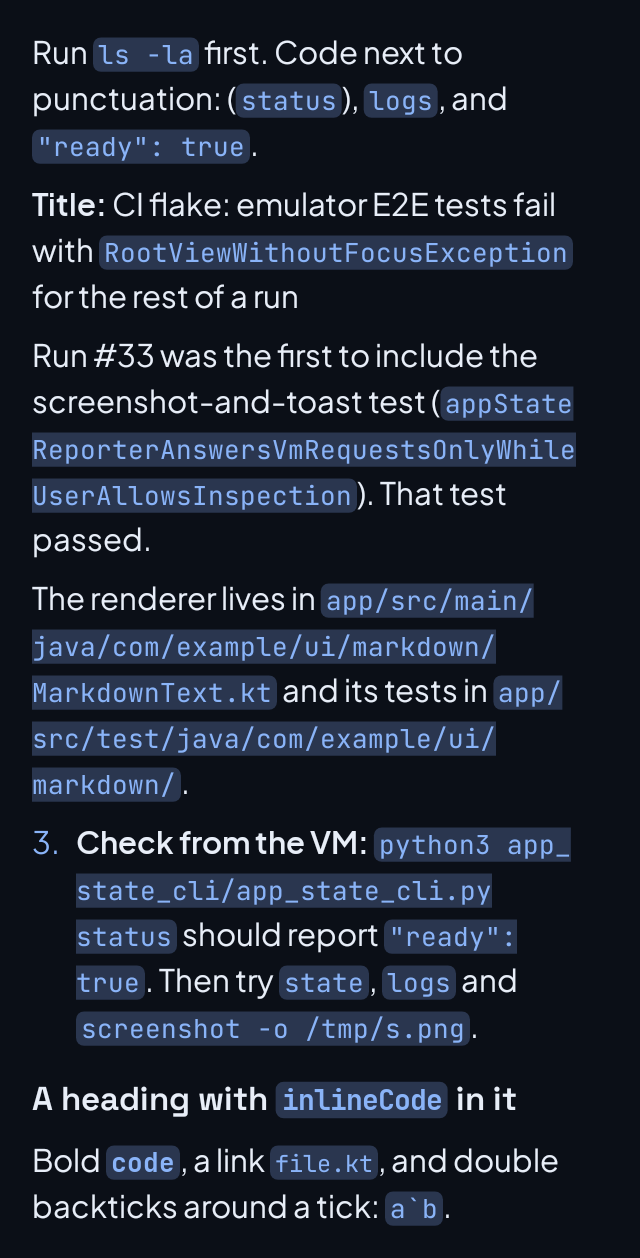 Run ls -la first. Code next to
punctuation: (status), logs, and
"ready": true.
Title: CI flake: emulator E2E tests fail
with RootViewWithoutFocusException
for the rest of a run
Run #33 was the first to include the
screenshot-and-toast test (appState
ReporterAnswersVmRequestsOnlyWhile
UserAllowsInspection). That test
passed.
The renderer lives in app/src/main/
java/com/example/ui/markdown/
MarkdownText.kt and its tests in app/
src/test/java/com/example/ui/
markdown/.
3. Check from the VM: python3 app_
state_cli/app_state_cli.py
status should report "ready":
true. Then try state, logs and
screenshot -o /tmp/s.png.
A heading with inlineCode in it
Bold code, a link file.kt, and double
backticks around a tick: a`b.